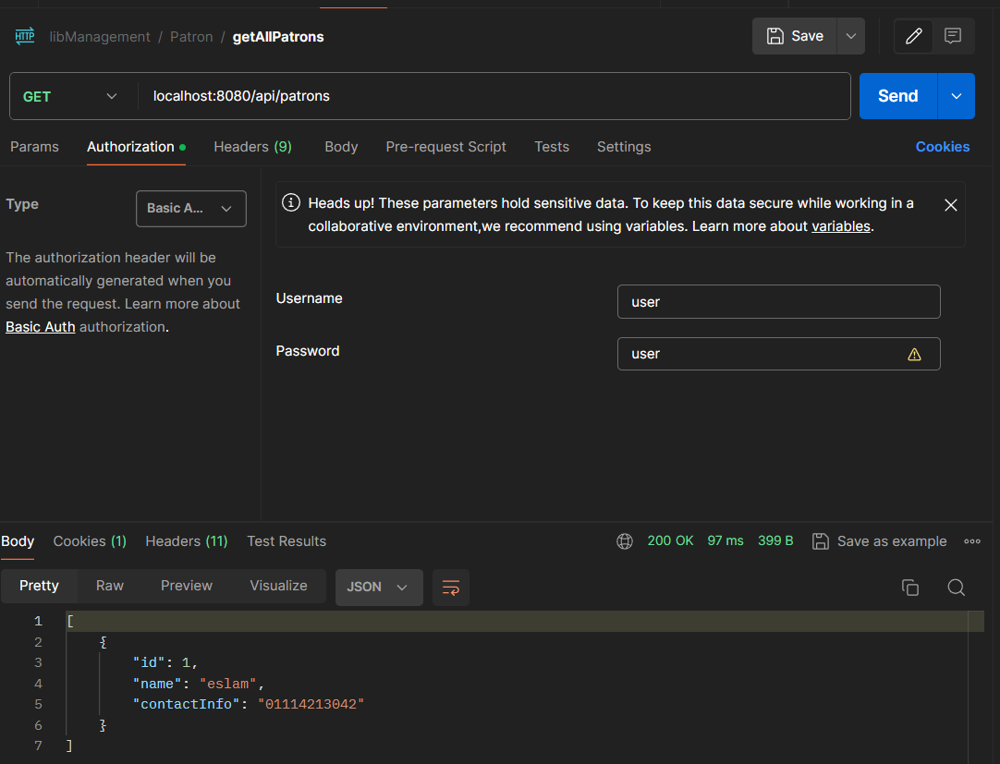 HTTP libManagement / Patron / getAllPatrons Save
GET localhost:8080/api/patrons Send
Params Authorization Headers (9) Body Pre-request Script Tests Settings Cookies
Type Basic A...
The authorization header will be
automatically generated when you
send the request. Learn more about
Basic Auth authorization.
Heads up! These parameters hold sensitive data. To keep this data secure while working in a
collaborative environment,we recommend using variables. Learn more about variables.
Username user
Password user
Body Cookies (1) Headers (11) Test Results 200 OK 97 ms 399 B Save as example
Pretty Raw Preview Visualize JSON
1 [
2 {
3 "id": 1,
4 "name": "eslam",
5 "contactInfo": "01114213042"
6 }
7 ]